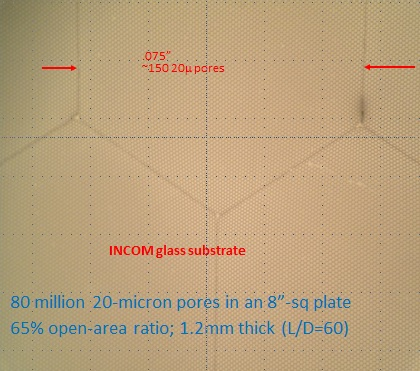 .075”
~150 20µ pores
INCOM glass substrate
80 million 20-micron pores in an 8”-sq plate
65% open-area ratio; 1.2mm thick (L/D=60)